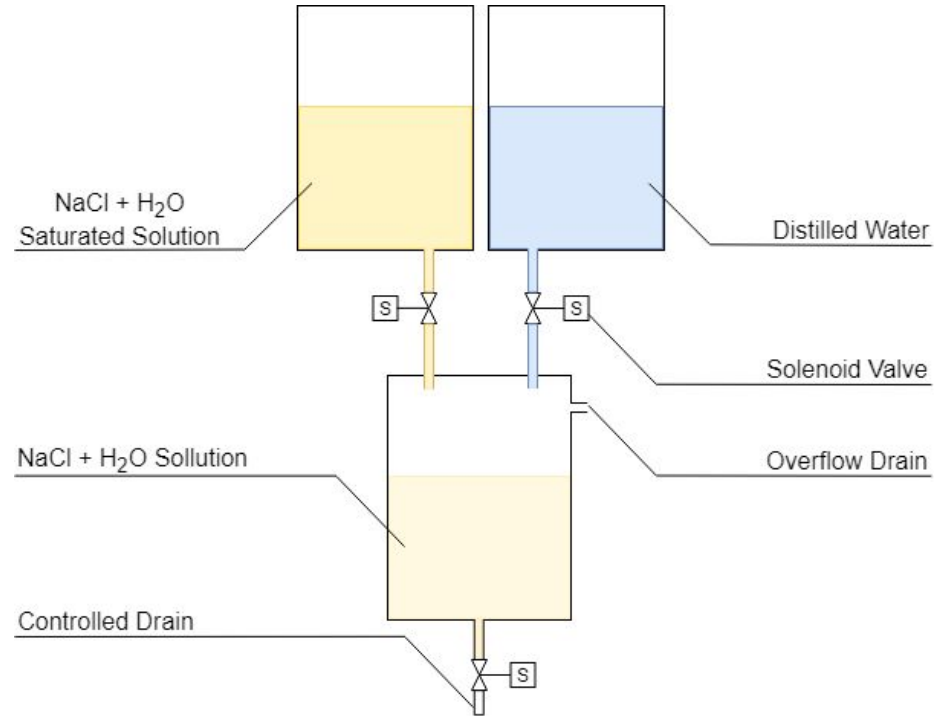 NaCl + H₂O
Saturated Solution
Distilled Water
S
S
Solenoid Valve
NaCl + H₂O Sollution
Overflow Drain
Controlled Drain
S